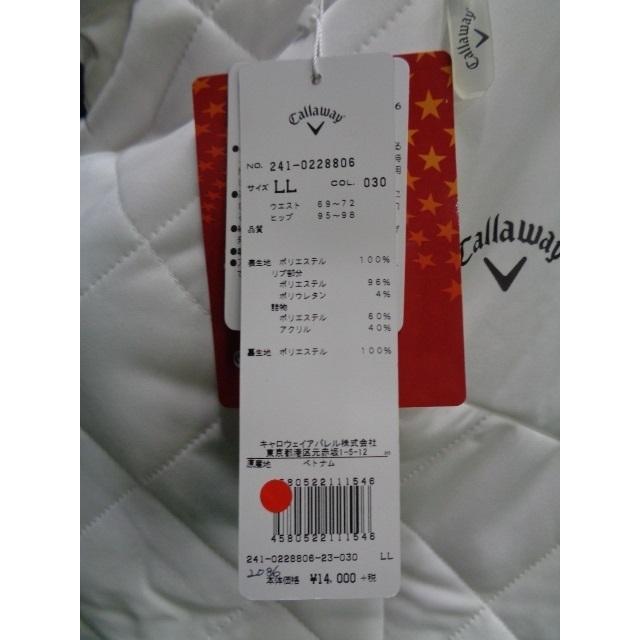 Callaway
Callaway
NO. 241-0228806
サイズ LL COL. 030
ウエスト 69〜72
ヒップ 95〜98
品質
表生地 ポリエステル 100%
リブ部分
ポリエステル 96%
ポリウレタン 4%
詰物
ポリエステル 60%
アクリル 40%
裏生地 ポリエステル 100%
キャロウェイアパレル株式会社
東京都港区元赤坂1-5-12 m
原産地 ベトナム
4580522111546
4580522111546
241-0228806-23-030 LL
2086
本体価格 ¥14,000 +税
Callaway